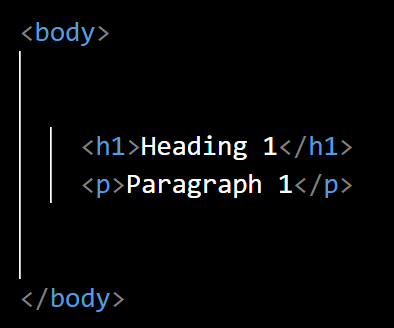 <body>
<h1>Heading 1</h1>
<p>Paragraph 1</p>
</body>